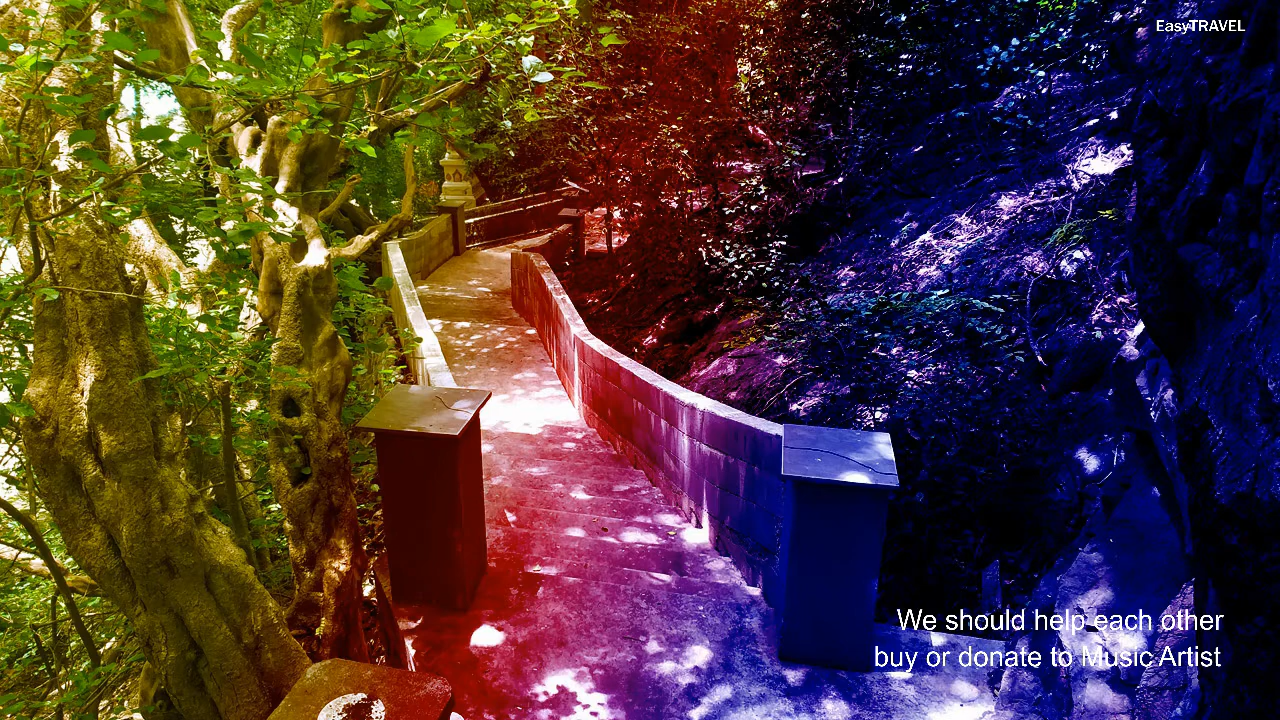 EasyTRAVEL
We should help each other
buy or donate to Music Artist